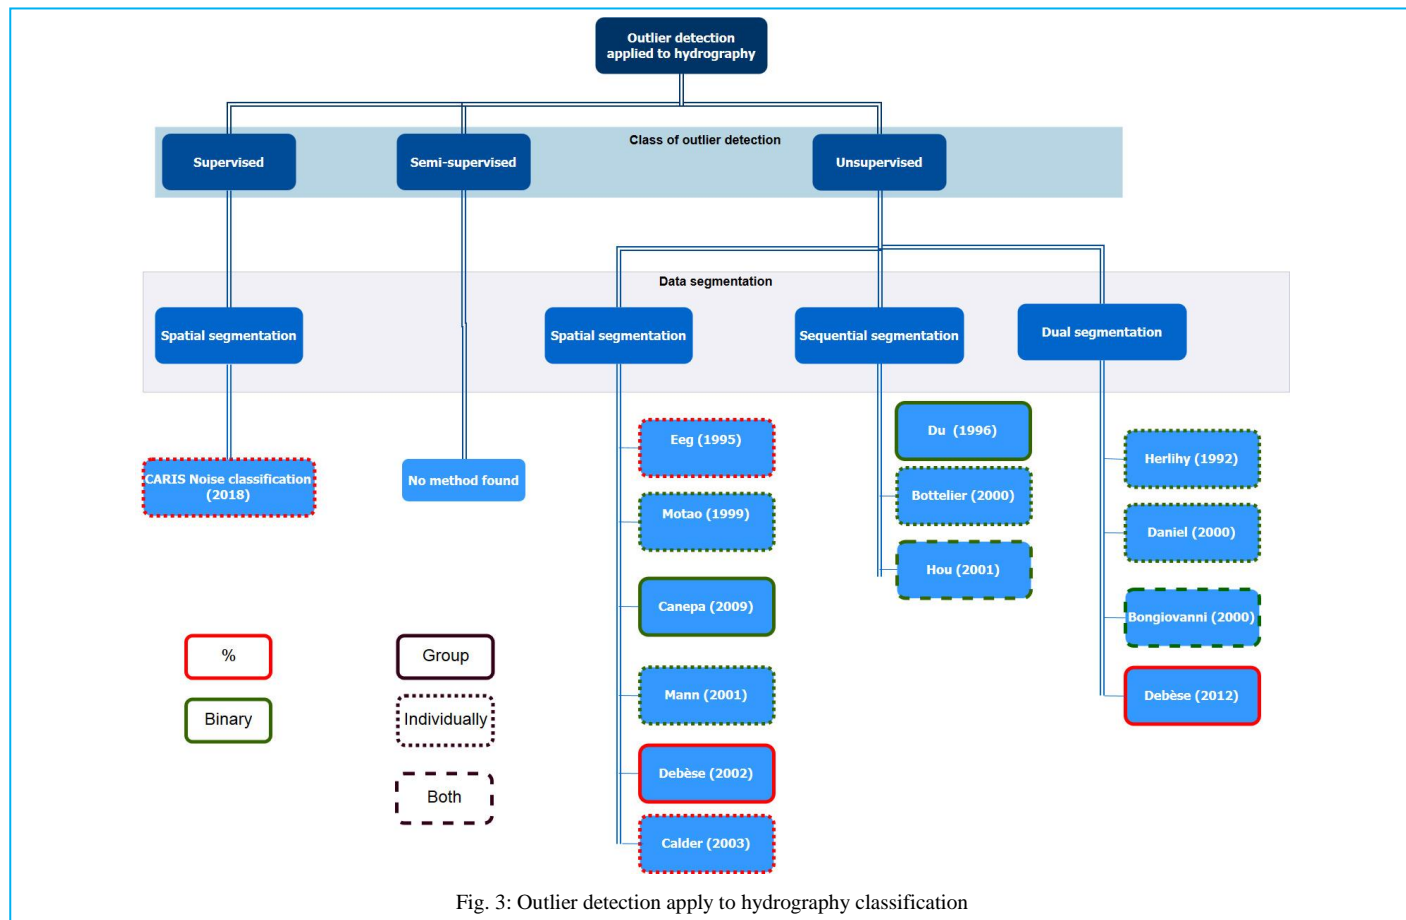 Outlier detection
applied to hydrography
Class of outlier detection
Supervised
Semi-supervised
Unsupervised
Data segmentation
Spatial segmentation
Spatial segmentation
Sequential segmentation
Dual segmentation
CARIS Noise classification
(2018)
No method found
Eeg (1995)
Motao (1999)
Canepa (2009)
Mann (2001)
Debèse (2002)
Calder (2003)
Du (1996)
Bottelier (2000)
Hou (2001)
Herlihy (1992)
Daniel (2000)
Bongiovanni (2000)
Debèse (2012)
%
Binary
Group
Individually
Both
Fig. 3: Outlier detection apply to hydrography classification